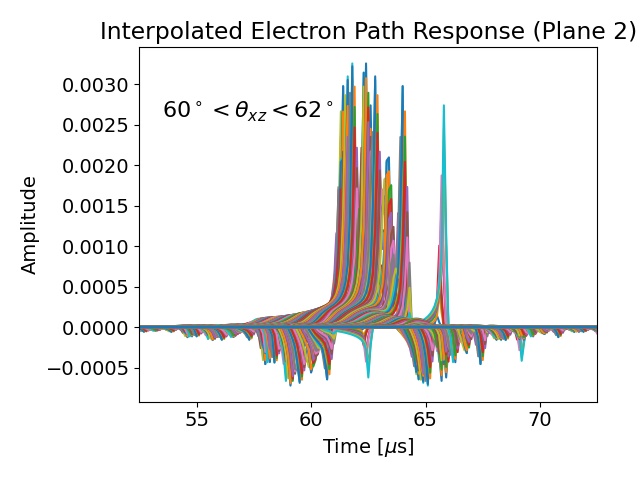 Interpolated Electron Path Response (Plane 2)
60° < θxz < 62°
Amplitude
0.0030
0.0025
0.0020
0.0015
0.0010
0.0005
0.0000
−0.0005
55 60 65 70
Time [μs]